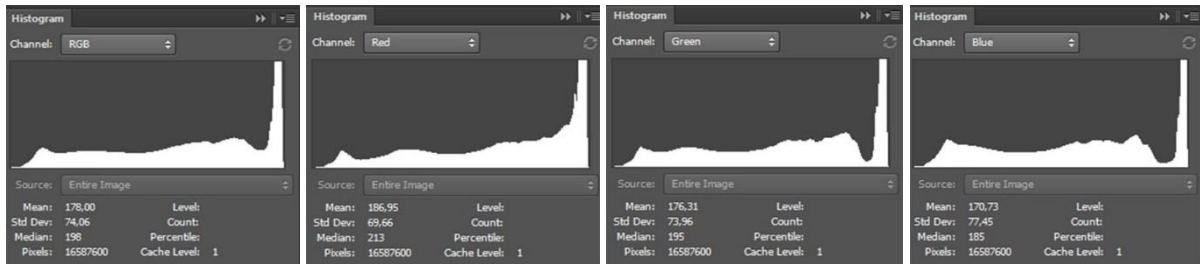 Histogram
Channel: RGB
Source: Entire Image
Mean: 178,00 Level:
Std Dev: 74,06 Count:
Median: 198 Percentile:
Pixels: 16587600 Cache Level: 1
Histogram
Channel: Red
Source: Entire Image
Mean: 186,95 Level:
Std Dev: 69,66 Count:
Median: 213 Percentile:
Pixels: 16587600 Cache Level: 1
Histogram
Channel: Green
Source: Entire Image
Mean: 176,31 Level:
Std Dev: 73,96 Count:
Median: 195 Percentile:
Pixels: 16587600 Cache Level: 1
Histogram
Channel: Blue
Source: Entire Image
Mean: 170,73 Level:
Std Dev: 77,45 Count:
Median: 185 Percentile:
Pixels: 16587600 Cache Level: 1